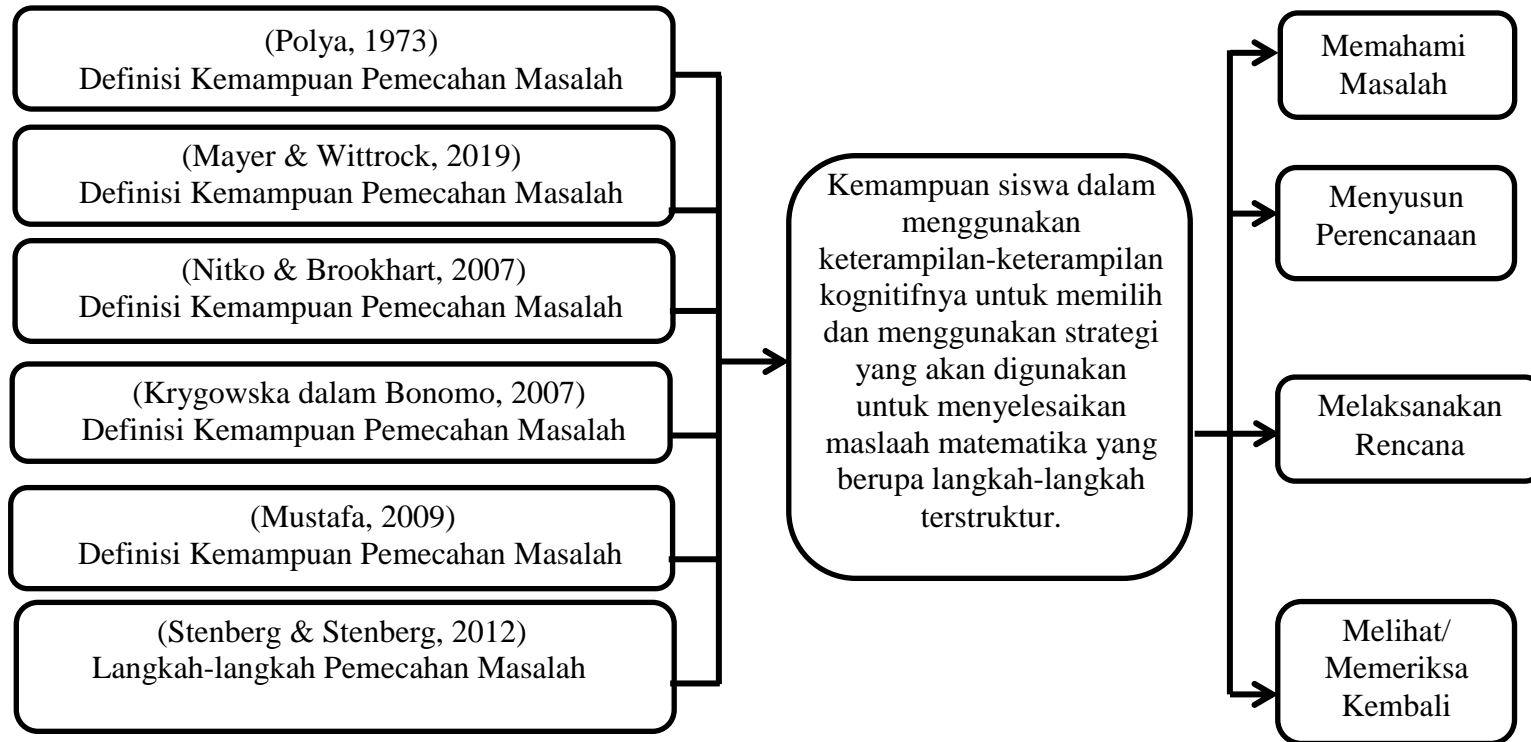 (Polya, 1973)
Definisi Kemampuan Pemecahan Masalah
(Mayer & Wittrock, 2019)
Definisi Kemampuan Pemecahan Masalah
(Nitko & Brookhart, 2007)
Definisi Kemampuan Pemecahan Masalah
(Krygowska dalam Bonomo, 2007)
Definisi Kemampuan Pemecahan Masalah
(Mustafa, 2009)
Definisi Kemampuan Pemecahan Masalah
(Stenberg & Stenberg, 2012)
Langkah-langkah Pemecahan Masalah
Kemampuan siswa dalam
menggunakan
keterampilan-keterampilan
kognitifnya untuk memilih
dan menggunakan strategi
yang akan digunakan
untuk menyelesaikan
maslaah matematika yang
berupa langkah-langkah
terstruktur.
Memahami
Masalah
Menyusun
Perencanaan
Melaksanakan
Rencana
Melihat/
Memeriksa
Kembali